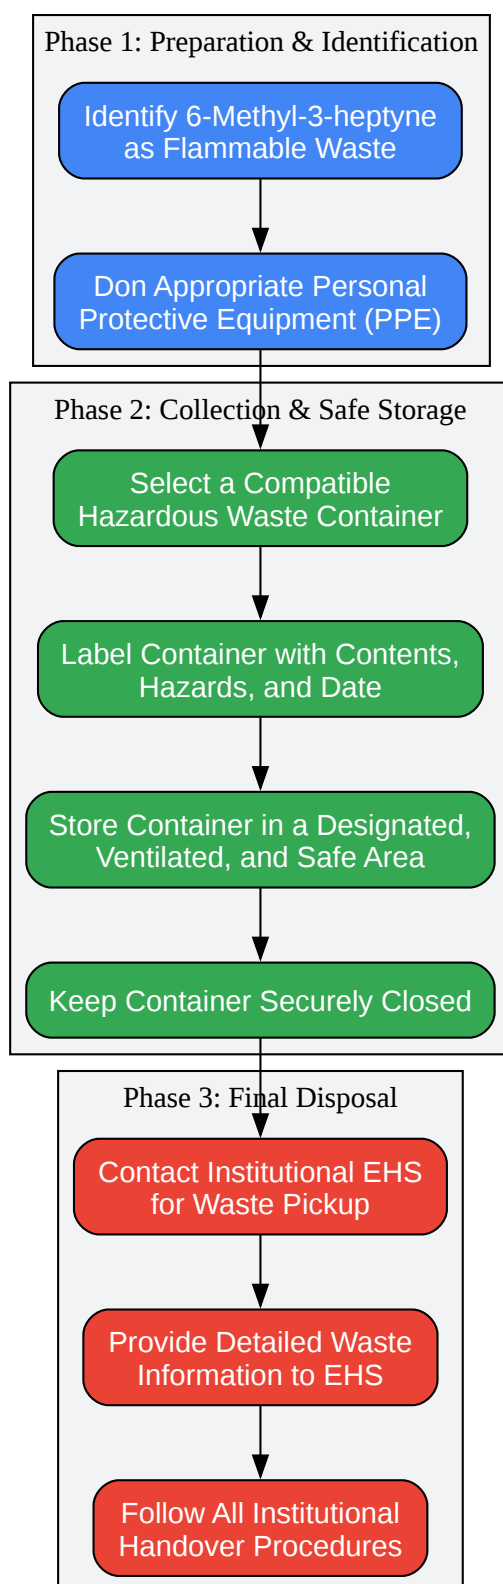 Phase 1: Preparation & Identification
Identify 6-Methyl-3-heptyne
as Flammable Waste
Don Appropriate Personal
Protective Equipment (PPE)
Phase 2: Collection & Safe Storage
Select a Compatible
Hazardous Waste Container
Label Container with Contents,
Hazards, and Date
Store Container in a Designated,
Ventilated, and Safe Area
Keep Container Securely Closed
Phase 3: Final Disposal
Contact Institutional EHS
for Waste Pickup
Provide Detailed Waste
Information to EHS
Follow All Institutional
Handover Procedures